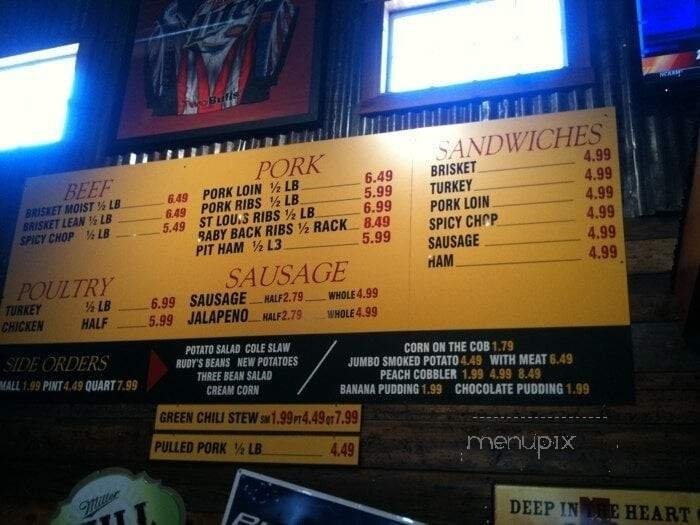 Two Bulls
BEEF
BRISKET MOIST ½ LB 6.49
BRISKET LEAN ½ LB 6.49
SPICY CHOP ½ LB 5.49
PORK
PORK LOIN ½ LB 6.49
PORK RIBS ½ LB 5.99
ST LOUIS RIBS ½ LB 6.99
BABY BACK RIBS ½ RACK 8.49
PIT HAM ½ L3 5.99
SANDWICHES
BRISKET 4.99
TURKEY 4.99
PORK LOIN 4.99
SPICY CHOP 4.99
SAUSAGE 4.99
HAM 4.99
POULTRY
TURKEY ½ LB 6.99
CHICKEN HALF 5.99
SAUSAGE
SAUSAGE HALF 2.79 WHOLE 4.99
JALAPENO HALF 2.79 WHOLE 4.99
SIDE ORDERS
MALL 1.99 PINT 4.49 QUART 7.99
POTATO SALAD COLE SLAW
RUDY'S BEANS NEW POTATOES
THREE BEAN SALAD
CREAM CORN
CORN ON THE COB 1.79
JUMBO SMOKED POTATO 4.49 WITH MEAT 6.49
PEACH COBBLER 1.99 4.99 8.49
BANANA PUDDING 1.99 CHOCOLATE PUDDING 1.99
GREEN CHILI STEW SM 1.99 PT 4.49 QT 7.99
PULLED PORK ½ LB 4.49
menupix
Miller
DEEP IN THE HEART